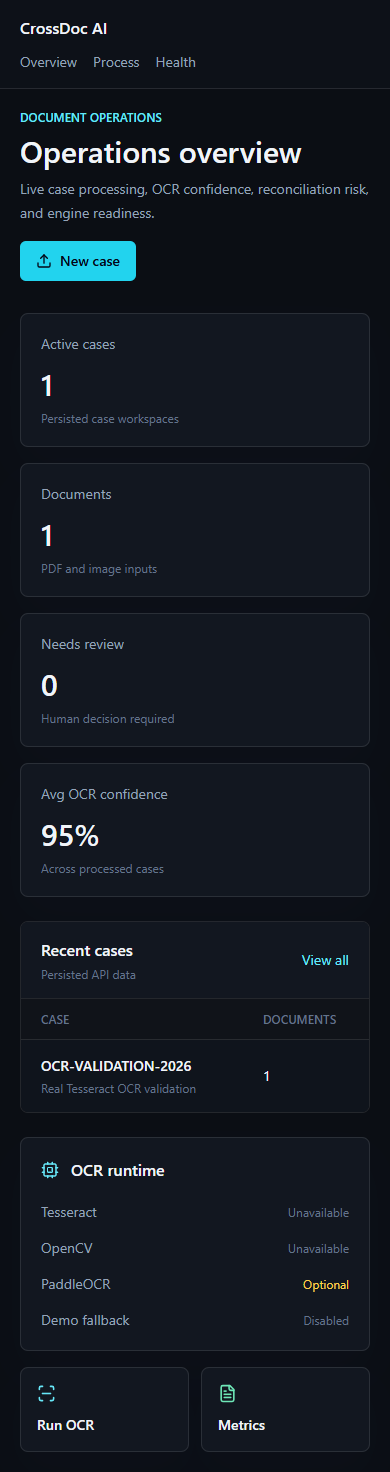 CrossDoc AI
Overview Process Health
DOCUMENT OPERATIONS
Operations overview
Live case processing, OCR confidence, reconciliation risk,
and engine readiness.
New case
Active cases
1
Persisted case workspaces
Documents
1
PDF and image inputs
Needs review
0
Human decision required
Avg OCR confidence
95%
Across processed cases
Recent cases
View all
Persisted API data
CASE DOCUMENTS
OCR-VALIDATION-2026
1
Real Tesseract OCR validation
OCR runtime
Tesseract Unavailable
OpenCV Unavailable
PaddleOCR Optional
Demo fallback Disabled
Run OCR Metrics